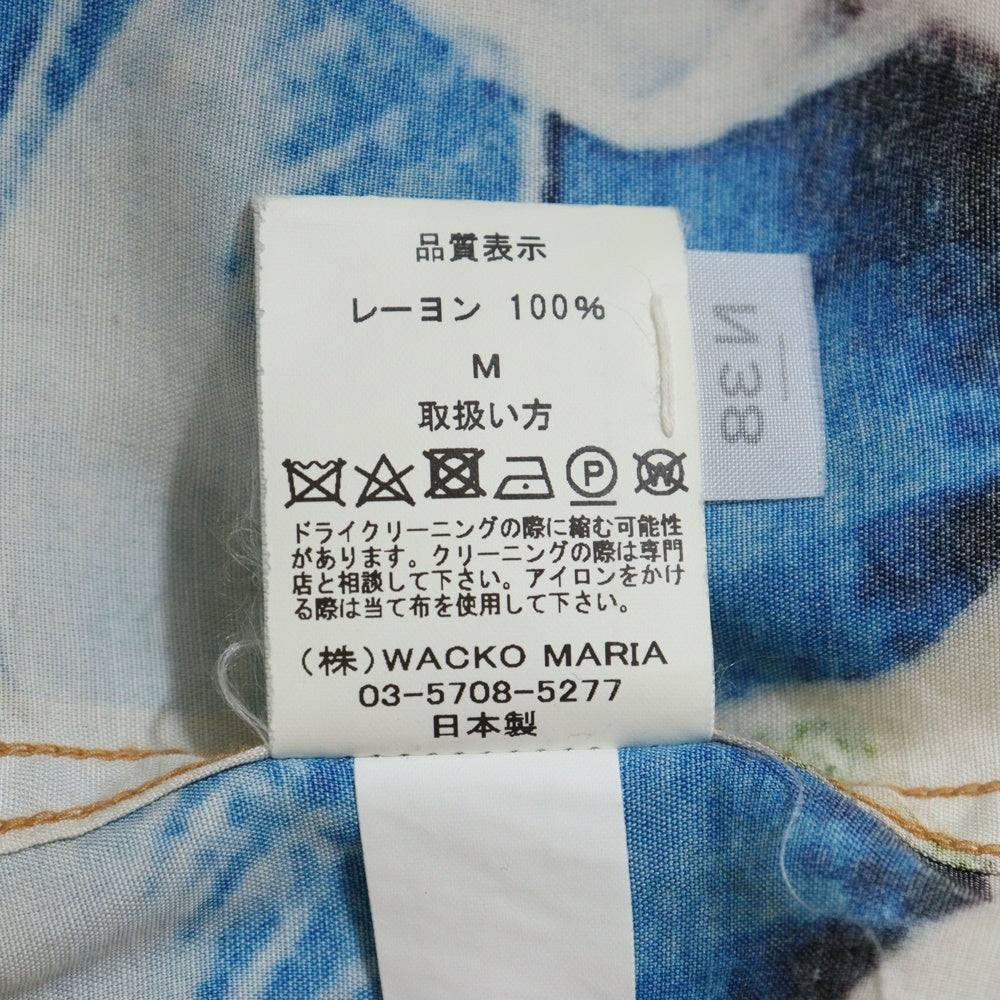 品質表示
レーヨン 100%
M
取扱い方
P W
ドライクリーニングの際に縮む可能性
があります。クリーニングの際は専門
店と相談して下さい。アイロンをかけ
る際は当て布を使用して下さい。
(株)WACKO MARIA
03-5708-5277
日本製